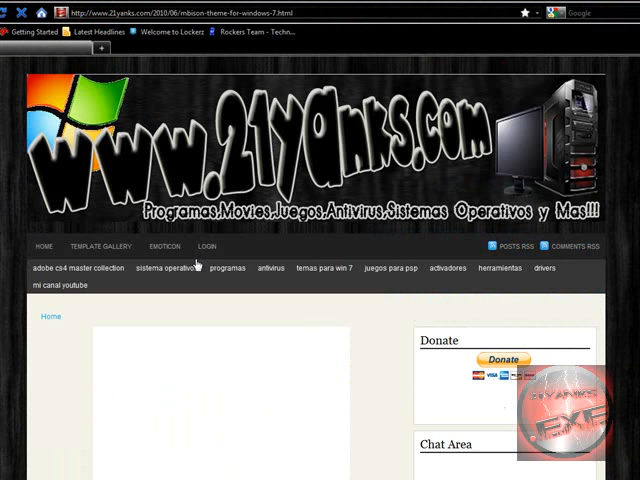 http://www.21yanks.com/2010/06/mbison-theme-for-windows-7.html
Google
Getting Started
Latest Headlines
Welcome to Lockerz
Rockers Team - Techn...
+
www.21yanks.com
Programas,Movies,Juegos,Antivirus,Sistemas Operativos y Mas!!!
HOME
TEMPLATE GALLERY
EMOTICON
LOGIN
POSTS RSS
COMMENTS RSS
adobe cs4 master collection
programas
antivirus
temas para win 7
juegos para psp
activadores
herramientas
drivers
mi canal youtube
Home
Donate
Donate
VISA
Chat Area
21YANKS
.EXE